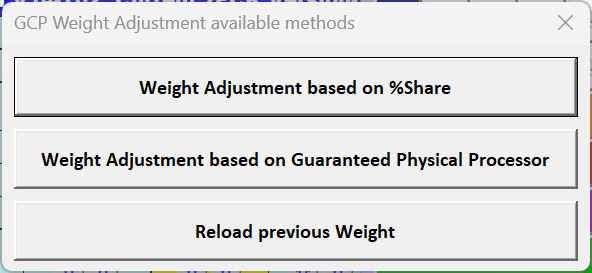 GCP Weight Adjustment available methods
Weight Adjustment based on %Share
Weight Adjustment based on Guaranteed Physical Processor
Reload previous Weight